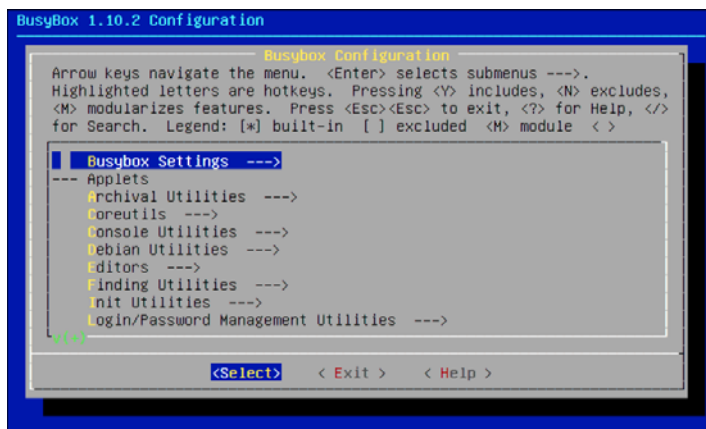 BusyBox 1.10.2 Configuration
Busybox Configuration
Arrow keys navigate the menu. <Enter> selects submenus --->.
Highlighted letters are hotkeys. Pressing <Y> includes, <N> excludes,
<M> modularizes features. Press <Esc><Esc> to exit, <?> for Help, </>
for Search. Legend: [*] built-in [ ] excluded <M> module < >
Busybox Settings --->
--- Applets
Archival Utilities --->
Coreutils --->
Console Utilities --->
Debian Utilities --->
Editors --->
Finding Utilities --->
Init Utilities --->
Login/Password Management Utilities --->
<Select> < Exit > < Help >